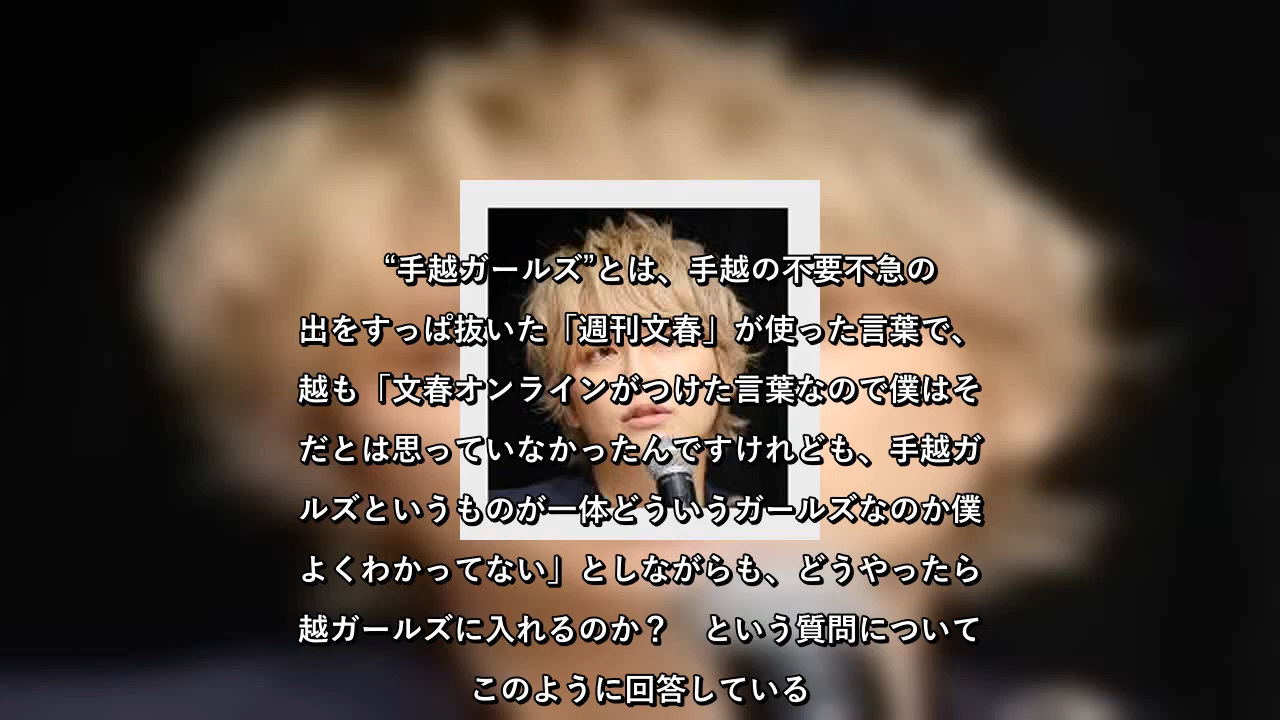 “手越ガールズ”とは、手越の不要不急の
出をすっぱ抜いた「週刊文春」が使った言葉で、
越も「文春オンラインがつけた言葉なので僕はそ
だとは思っていなかったんですけれども、手越ガ
ルズというものが一体どういうガールズなのか僕
よくわかってない」としながらも、どうやったら
越ガールズに入れるのか？　という質問について
このように回答している